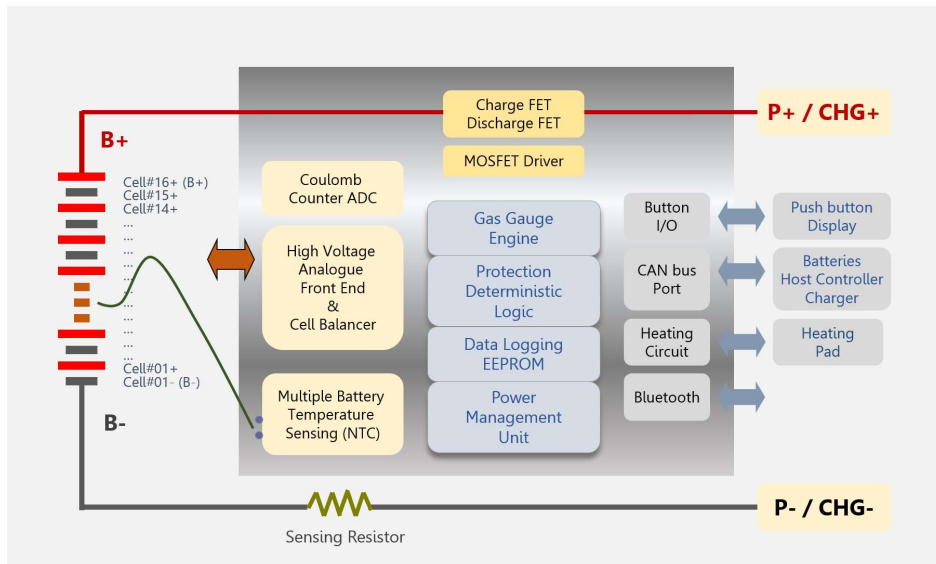 Charge FET
Discharge FET
P+ / CHG+
B+
MOSFET Driver
Cell#16+ (B+)
Cell#15+
Cell#14+
...
...
...
...
...
...
...
...
...
...
...
Cell#01+
Cell#01- (B-)
B-
Coulomb
Counter ADC
High Voltage
Analogue
Front End
&
Cell Balancer
Multiple Battery
Temperature
Sensing (NTC)
Gas Gauge
Engine
Protection
Deterministic
Logic
Data Logging
EEPROM
Power
Management
Unit
Button
I/O
CAN bus
Port
Heating
Circuit
Bluetooth
Push button
Display
Batteries
Host Controller
Charger
Heating
Pad
P- / CHG-
Sensing Resistor